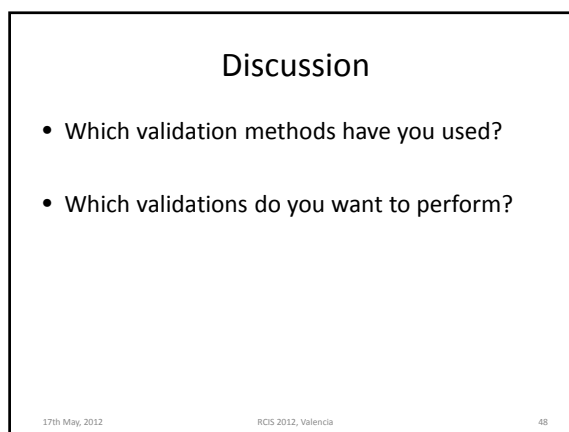 Discussion
• Which validation methods have you used?
• Which validations do you want to perform?
17th May, 2012 RCIS 2012, Valencia 48